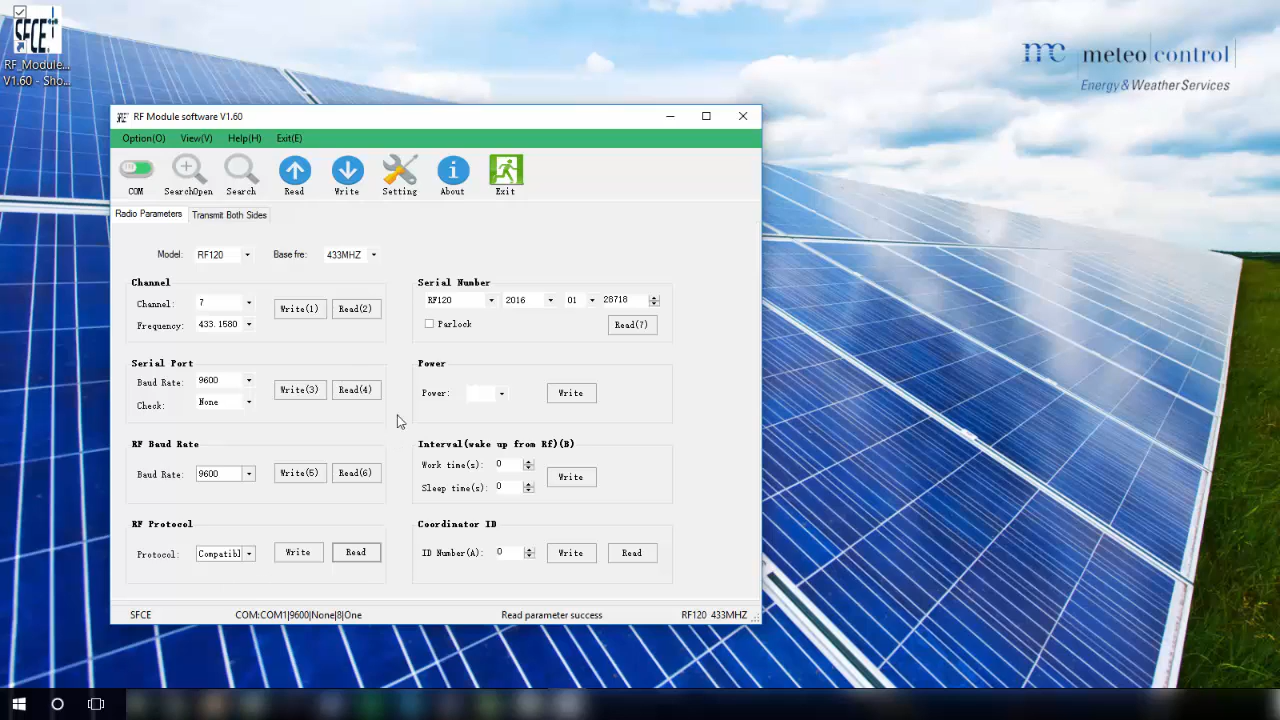 SFCE
RF_Module...
V1.60 - Sho...
mc meteo control
Energy & Weather Services
SFCE RF Module software V1.60
Option(O) View(V) Help(H) Exit(E)
COM SearchOpen Search Read Write Setting About Exit
Radio Parameters Transmit Both Sides
Model: RF120 Base fre: 433MHZ
Channel
Channel: 7
Frequency: 433.1580
Write(1) Read(2)
Serial Number
RF120 2016 01 28718
Parlock Read(7)
Serial Port
Baud Rate: 9600
Check: None
Write(3) Read(4)
Power
Power: Write
RF Baud Rate
Baud Rate: 9600 Write(5) Read(6)
Interval(wake up from Rf)(B)
Work time(s): 0
Sleep time(s): 0
Write
RF Protocol
Protocol: Compatibl Write Read
Coordinator ID
ID Number(A): 0 Write Read
SFCE COM:COM1|9600|None|8|One Read parameter success RF120 433MHZ